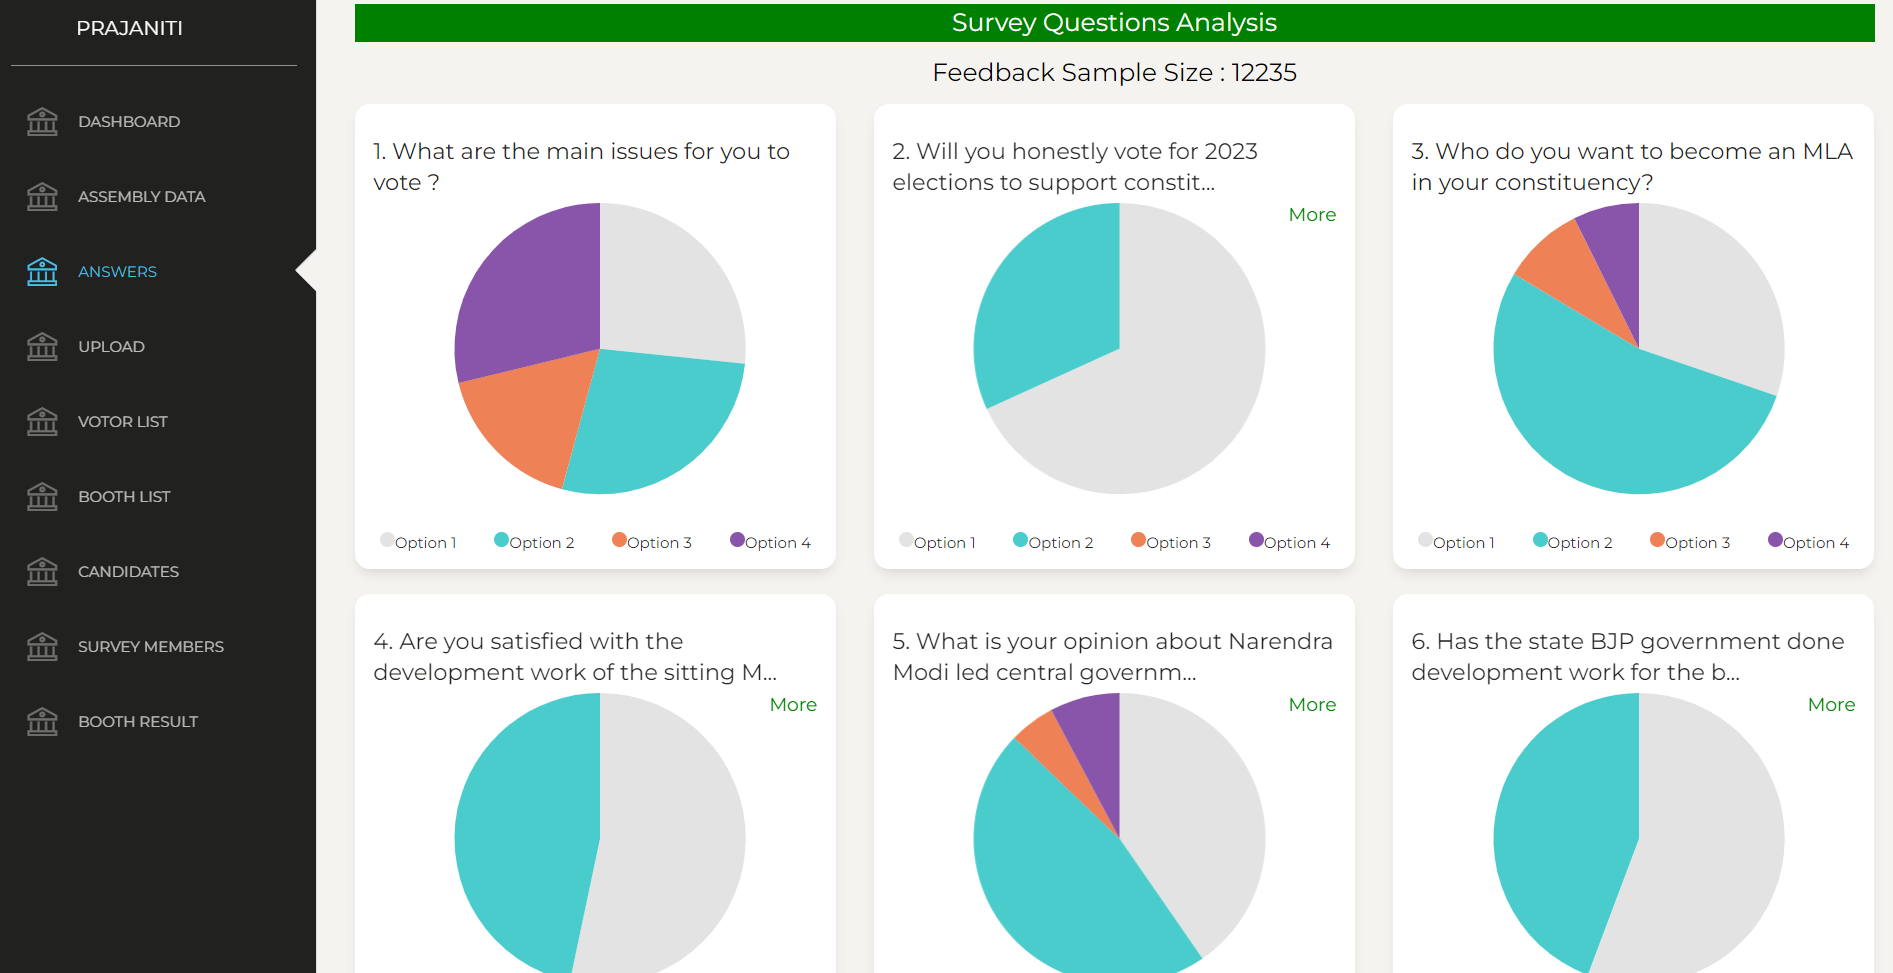 PRAJANITI
DASHBOARD
ASSEMBLY DATA
ANSWERS
UPLOAD
VOTOR LIST
BOOTH LIST
CANDIDATES
SURVEY MEMBERS
BOOTH RESULT
Survey Questions Analysis
Feedback Sample Size : 12235
1. What are the main issues for you to
vote ?
Option 1 Option 2 Option 3 Option 4
2. Will you honestly vote for 2023
elections to support constit...
More
Option 1 Option 2 Option 3 Option 4
3. Who do you want to become an MLA
in your constituency?
Option 1 Option 2 Option 3 Option 4
4. Are you satisfied with the
development work of the sitting M...
More
5. What is your opinion about Narendra
Modi led central governm...
More
6. Has the state BJP government done
development work for the b...
More